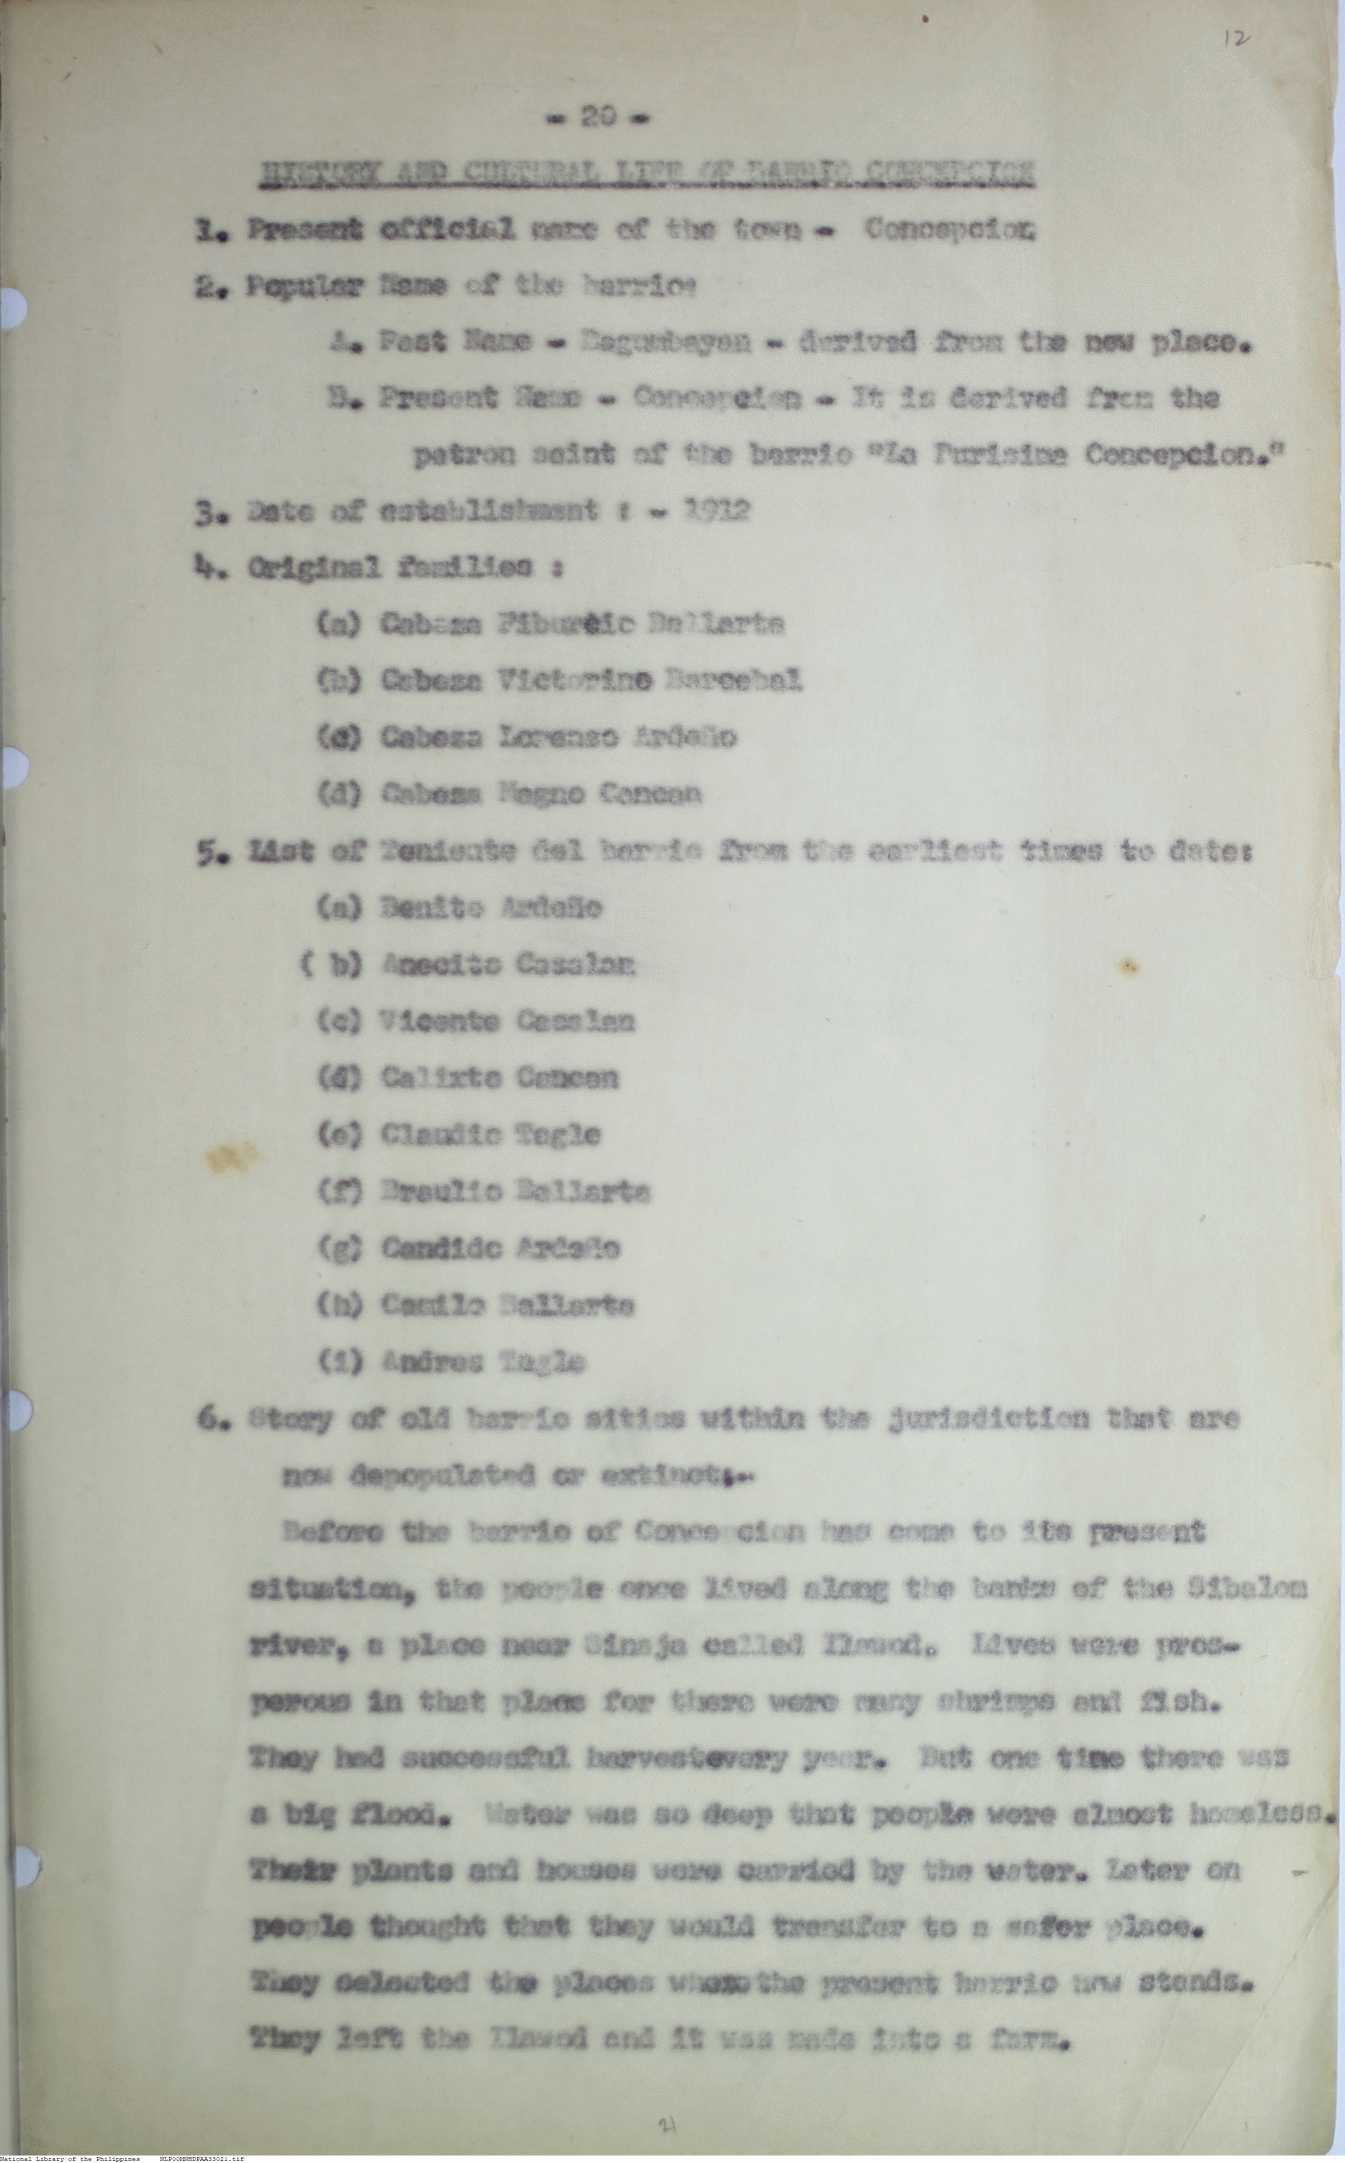 12
- 20 -
HISTORY AND CULTURAL LIFE OF BARRIO CONCEPCION
1. Present official name of the town - Concepcion
2. Popular Name of the barrio:
A. Past Name - Bagumbayan - derived from the new place.
B. Present Name - Concepcion - It is derived from the
patron saint of the barrio "La Purisima Concepcion."
3. Date of establishment : - 1912
4. Original families :
(a) Cabeza Ballarta
(b) Cabeza Victorino Barcebal
(c) Cabeza Lorenzo Ardeño
(d) Cabeza Magno Cancan
5. List of Teniente del barrio from the earliest times to date:
(a) Benito Ardeño
( b) Anecito Casalan
(c) Vicente Casalan
(d) Calixto Cancan
(e) Claudio Tagle
(f) Braulio Ballarta
(g) Candido Ardeño
(h) Camilo Ballarta
(i) Andres Tagle
6. Story of old barrio sitios within the jurisdiction that are
now depopulated or extinct:-
Before the barrio of Concepcion has come to its present
situation, the people once lived along the banks of the Sibalom
river, a place near Sinaja called Ilawod. Lives were pros-
perous in that place for there were many shrimps and fish.
They had successful harvestevery year. But one time there was
a big flood. Water was so deep that people were almost homeless.
Their plants and houses were carried by the water. Later on
people thought that they would transfer to a safer place.
They selected the places where the present barrio now stands.
They left the Ilawod and it was made into a farm.
21
National Library of the Philippines NLPOOMNHDPAA33021.tif